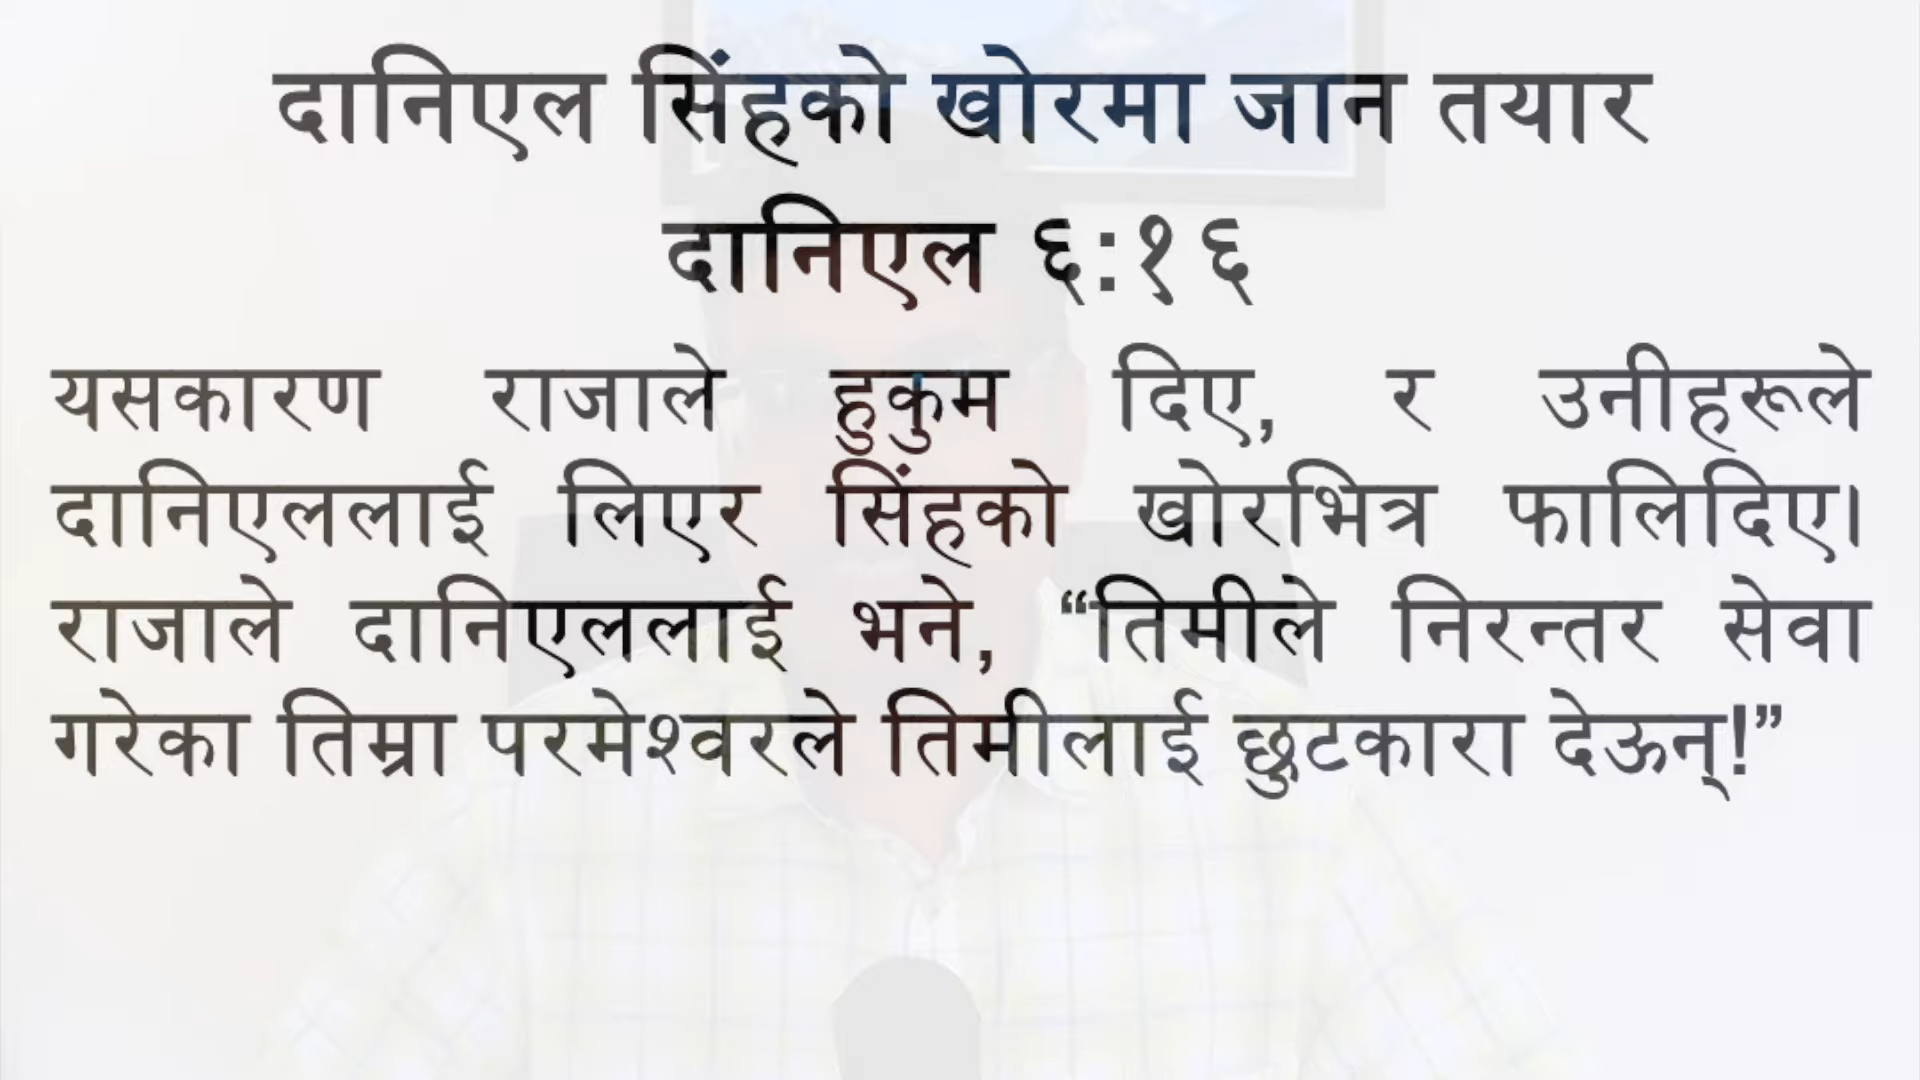 दानिएल सिंहको खोरमा जान तयार
दानिएल ६:१६
यसकारण राजाले हुकुम दिए, र उनीहरूले
दानिएललाई लिएर सिंहको खोरभित्र फालिदिए।
राजाले दानिएललाई भने, “तिमीले निरन्तर सेवा
गरेका तिम्रा परमेश्वरले तिमीलाई छुटकारा देऊन्!”